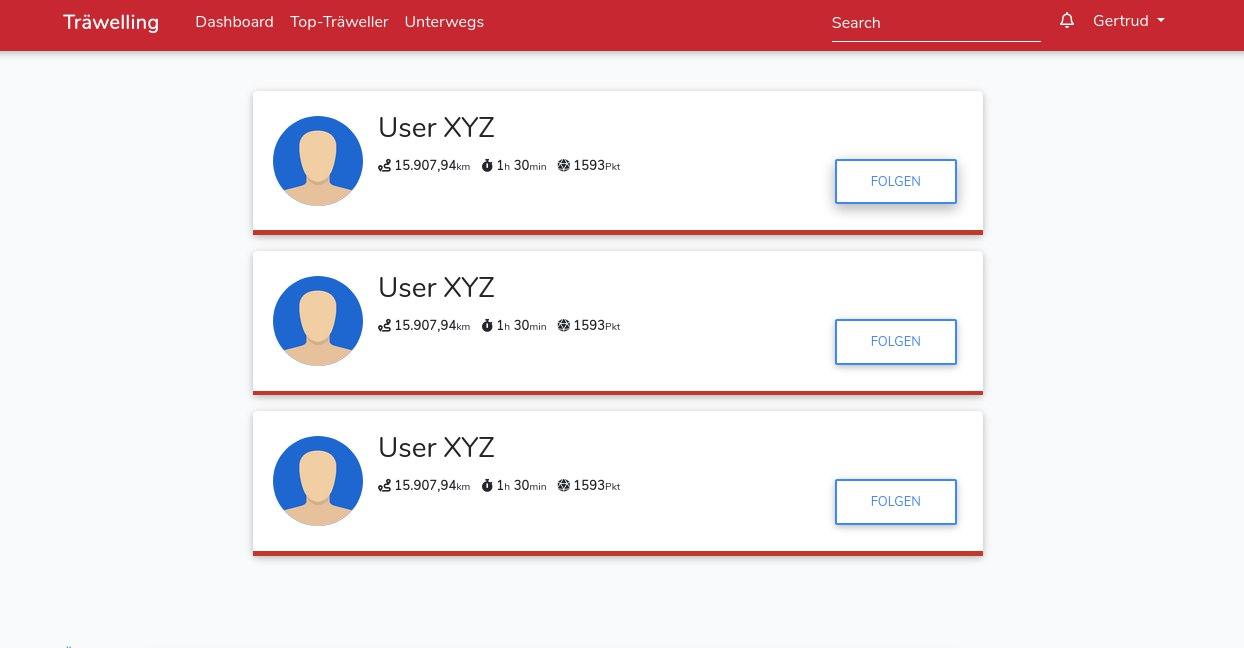 Träwelling Dashboard Top-Träweller Unterwegs Search Gertrud
User XYZ
15.907,94km 1h 30min 1593Pkt
FOLGEN
User XYZ
15.907,94km 1h 30min 1593Pkt
FOLGEN
User XYZ
15.907,94km 1h 30min 1593Pkt
FOLGEN